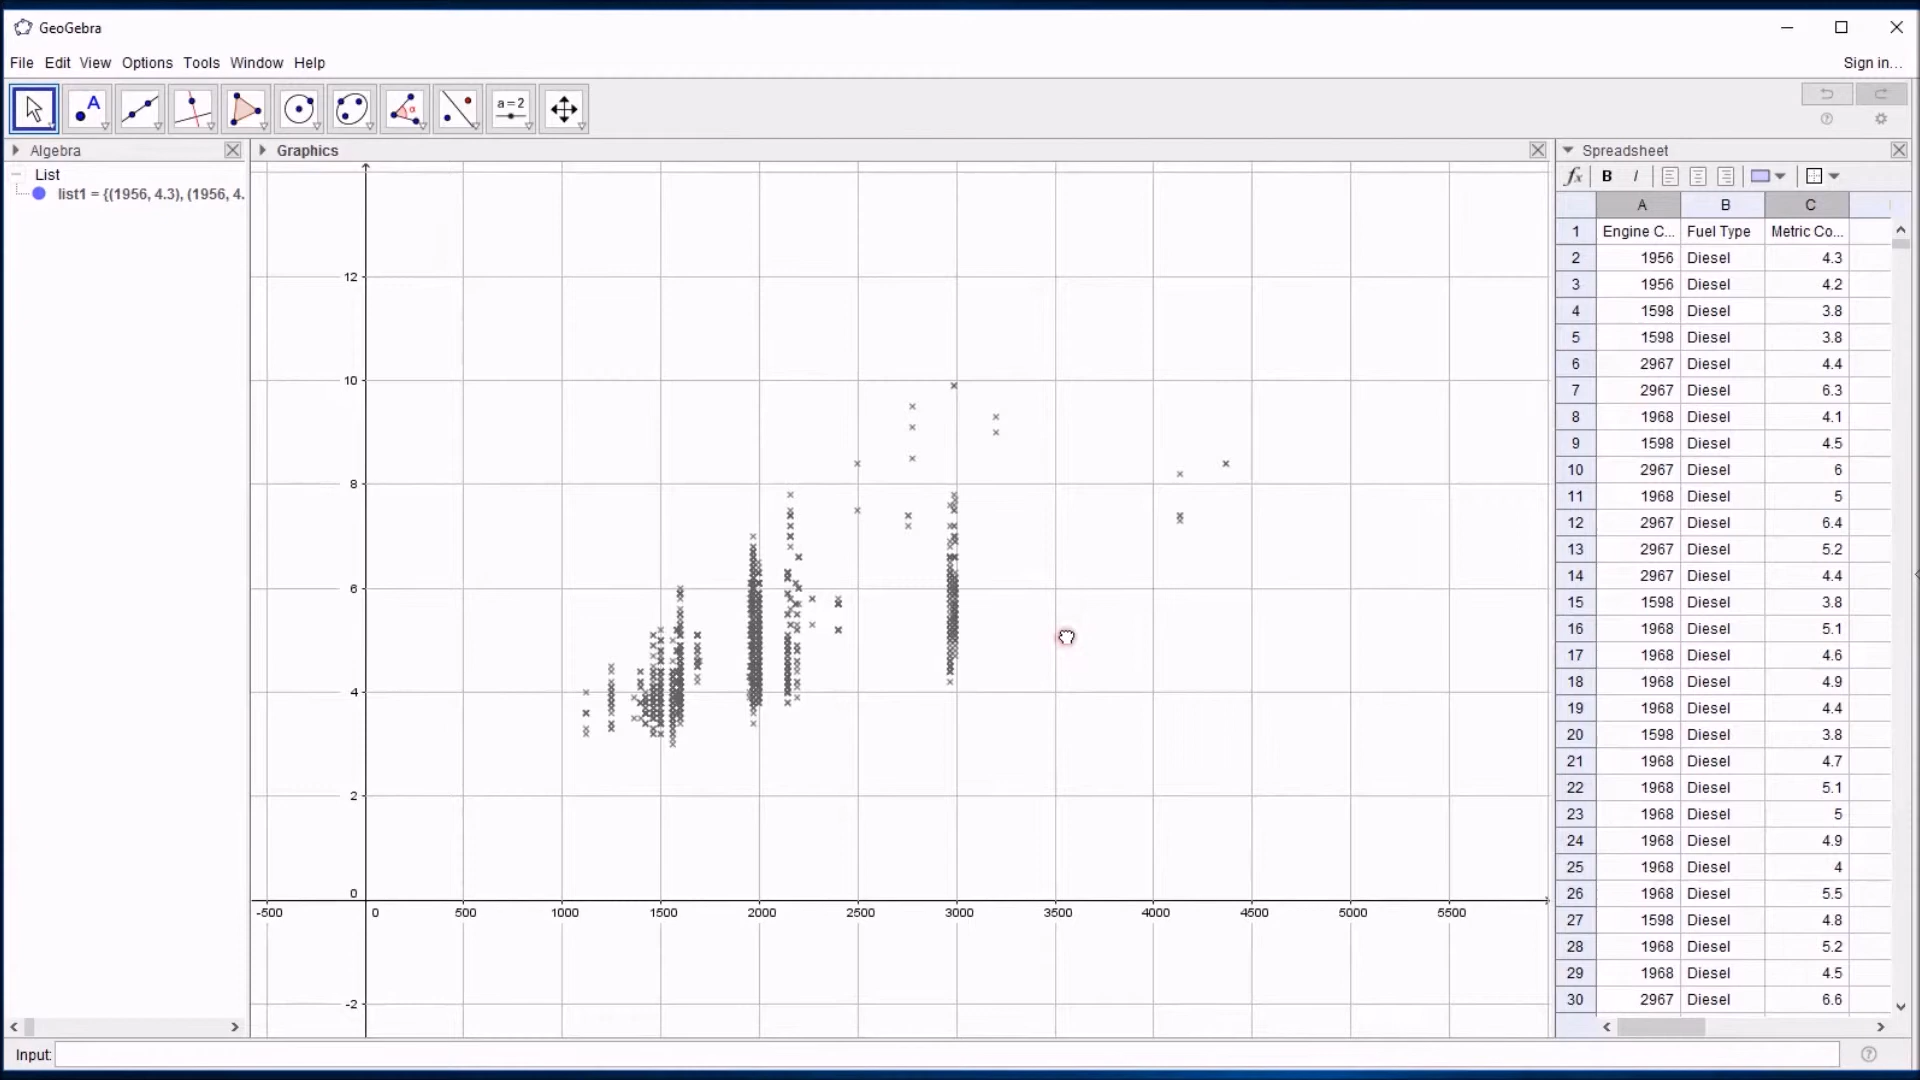 GeoGebra
File Edit View Options Tools Window Help
Sign in...
A
α
a=2
Algebra
Graphics
Spreadsheet
List
list1 = {(1956, 4.3), (1956, 4.
fx B I
A B C
1 Engine C... Fuel Type Metric Co...
2 1956 Diesel 4.3
3 1956 Diesel 4.2
4 1598 Diesel 3.8
5 1598 Diesel 3.8
6 2967 Diesel 4.4
7 2967 Diesel 6.3
8 1968 Diesel 4.1
9 1598 Diesel 4.5
10 2967 Diesel 6
11 1968 Diesel 5
12 2967 Diesel 6.4
13 2967 Diesel 5.2
14 2967 Diesel 4.4
15 1598 Diesel 3.8
16 1968 Diesel 5.1
17 1968 Diesel 4.6
18 1968 Diesel 4.9
19 1968 Diesel 4.4
20 1598 Diesel 3.8
21 1968 Diesel 4.7
22 1968 Diesel 5.1
23 1968 Diesel 5
24 1968 Diesel 4.9
25 1968 Diesel 4
26 1968 Diesel 5.5
27 1598 Diesel 4.8
28 1968 Diesel 5.2
29 1968 Diesel 4.5
30 2967 Diesel 6.6
12
10
8
6
4
2
0
-2
-500 0 500 1000 1500 2000 2500 3000 3500 4000 4500 5000 5500
Input: